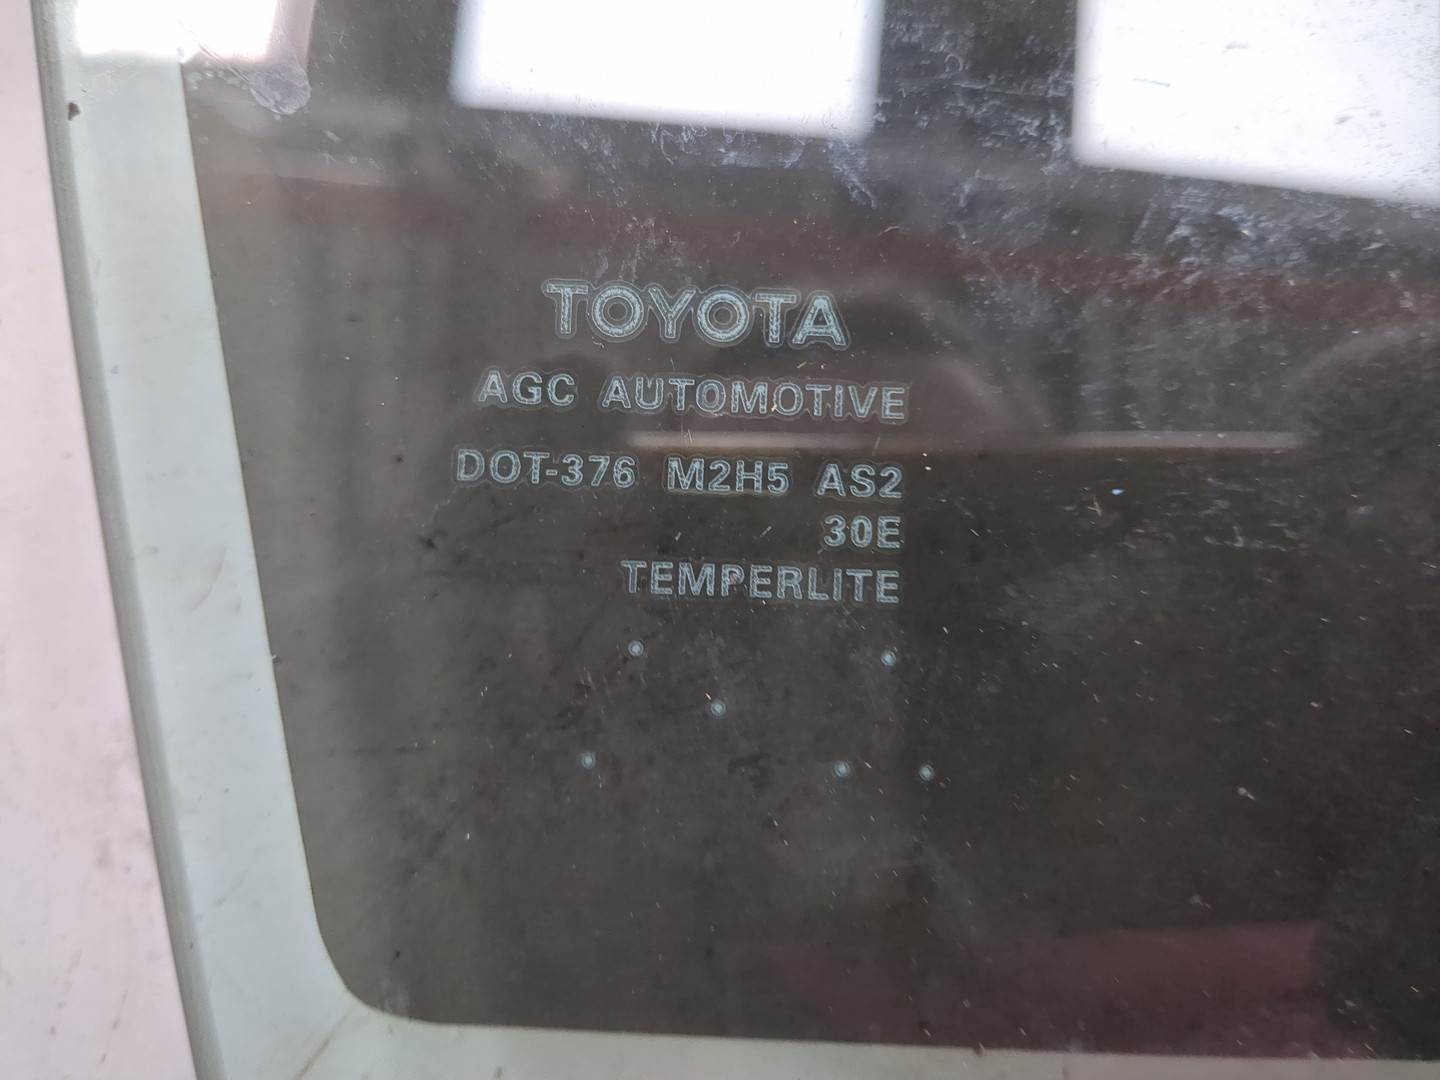 TOYOTA
AGC AUTOMOTIVE
DOT-376 M2H5 AS2
30E
TEMPERLITE